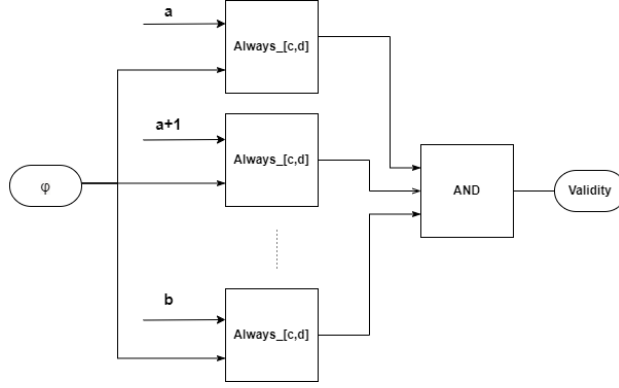 a
Always_[c,d]
a+1
Always_[c,d]
φ
AND
Validity
b
Always_[c,d]